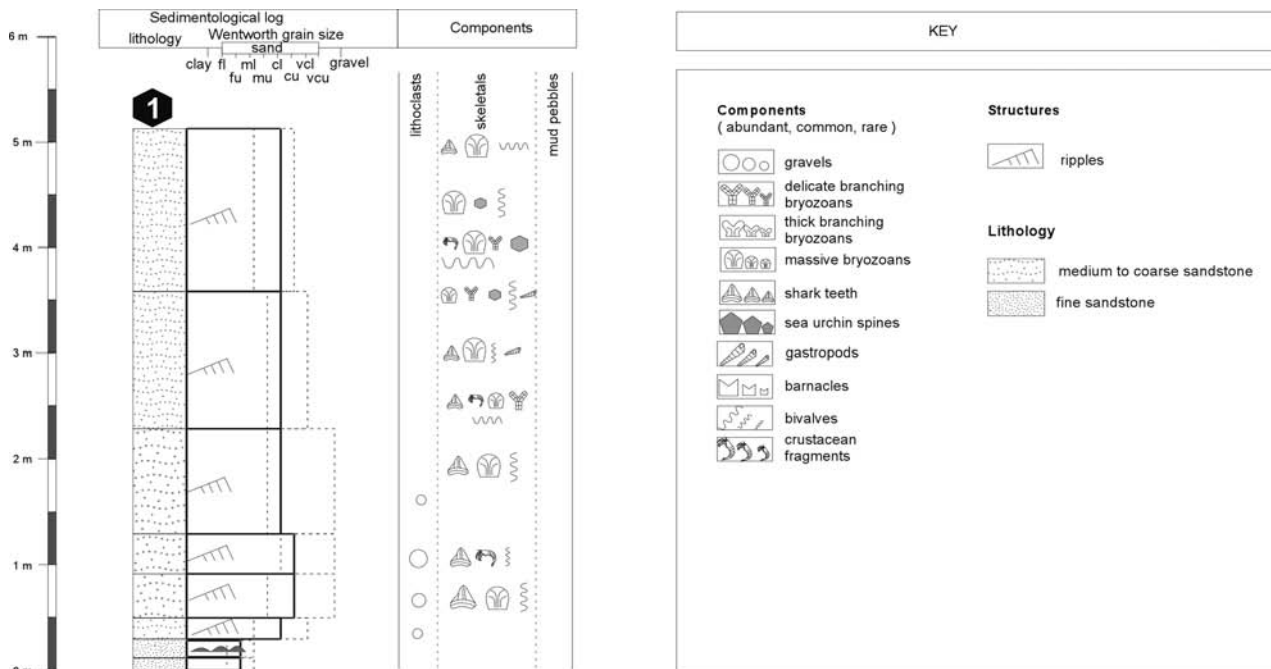 Sedimentological log
Components
KEY
lithology
Wentworth grain size
sand
clay fl ml cl vcl gravel
fu mu cu vcu
6 m
5 m
4 m
3 m
2 m
1 m
1
lithoclasts
skeletals
mud pebbles
Components
( abundant, common, rare )
gravels
delicate branching
bryozoans
thick branching
bryozoans
massive bryozoans
shark teeth
sea urchin spines
gastropods
barnacles
bivalves
crustacean
fragments
Structures
ripples
Lithology
medium to coarse sandstone
fine sandstone